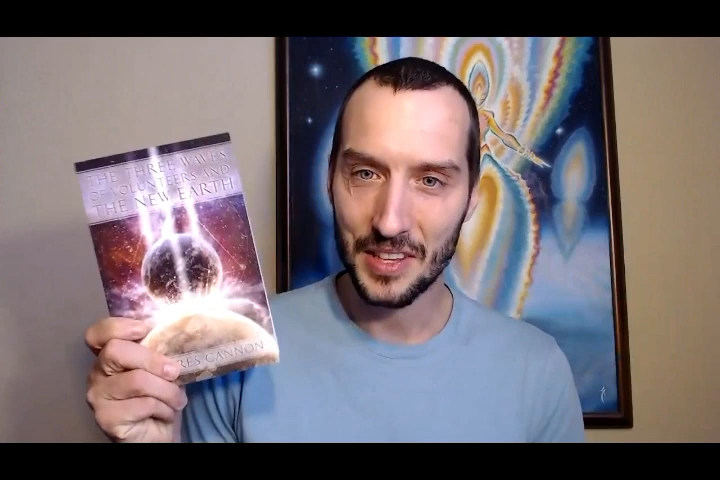 THE THREE WAVES
OF VOLUNTEERS AND
THE NEW EARTH
RES CANNON